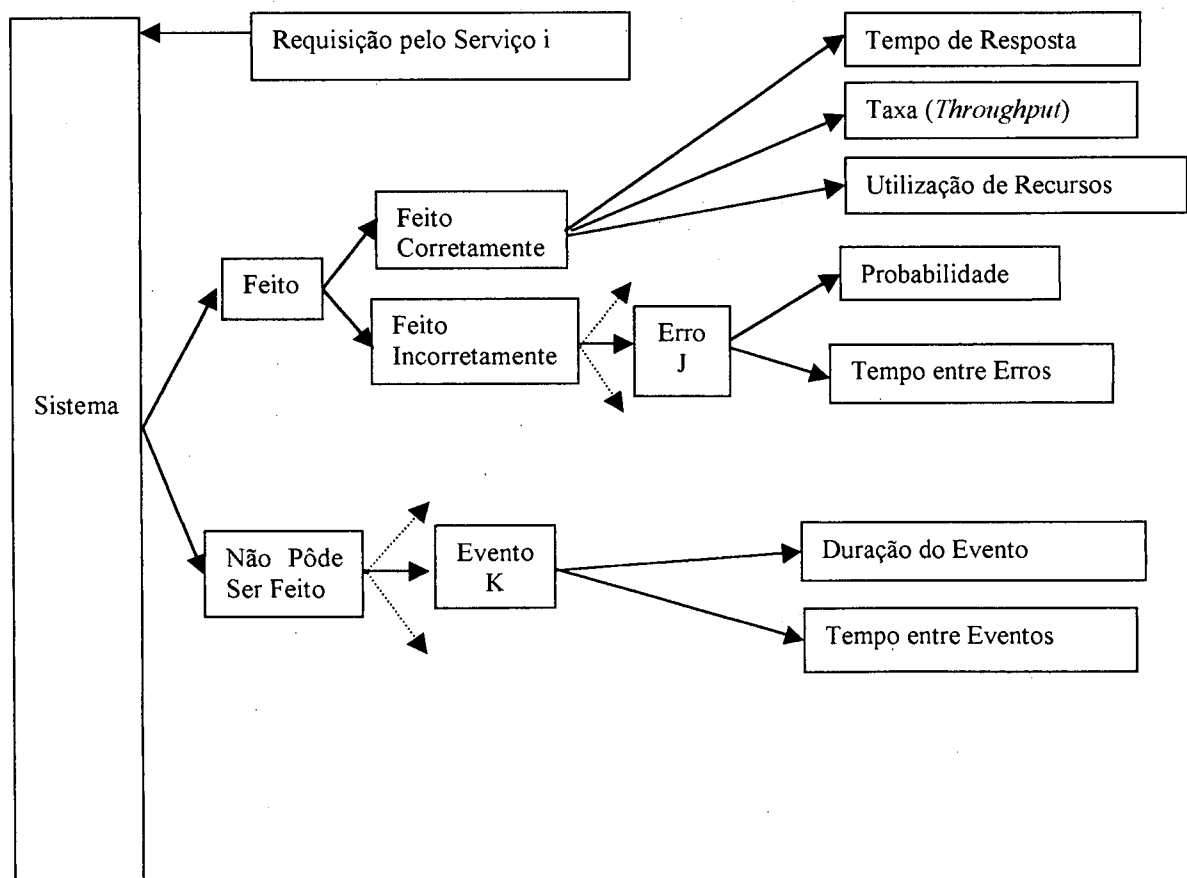 Requisição pelo Serviço i
Tempo de Resposta
Taxa (Throughput)
Utilização de Recursos
Feito
Corretamente
Feito
Probabilidade
Feito
Incorretamente
Erro
J
Tempo entre Erros
Sistema
Não Pôde
Ser Feito
Evento
K
Duração do Evento
Tempo entre Eventos